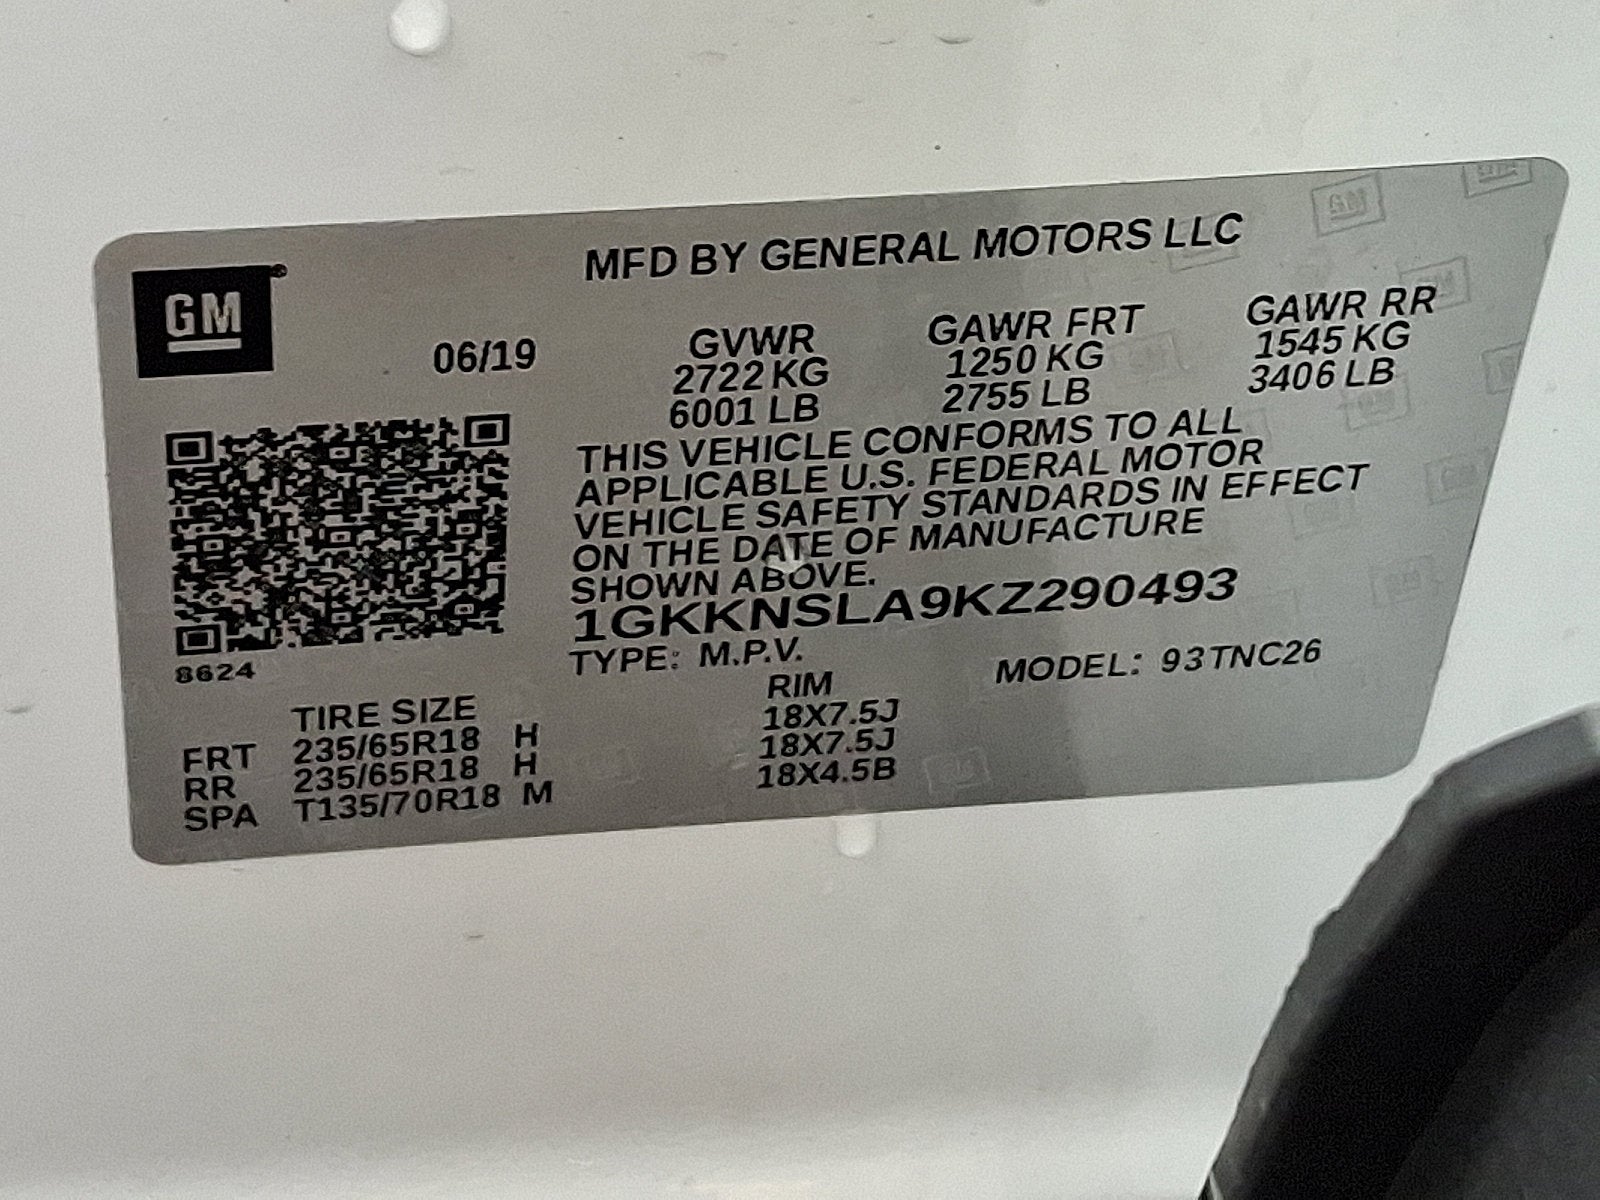 MFD BY GENERAL MOTORS LLC
GM®
06/19
GVWR GAWR FRT GAWR RR
2722 KG 1250 KG 1545 KG
6001 LB 2755 LB 3406 LB
THIS VEHICLE CONFORMS TO ALL
APPLICABLE U.S. FEDERAL MOTOR
VEHICLE SAFETY STANDARDS IN EFFECT
ON THE DATE OF MANUFACTURE
SHOWN ABOVE.
1GKKNSLA9KZ290493
8624
TYPE: M.P.V. MODEL: 93TNC26
TIRE SIZE RIM
FRT 235/65R18 H 18X7.5J
RR 235/65R18 H 18X7.5J
SPA T135/70R18 M 18X4.5B